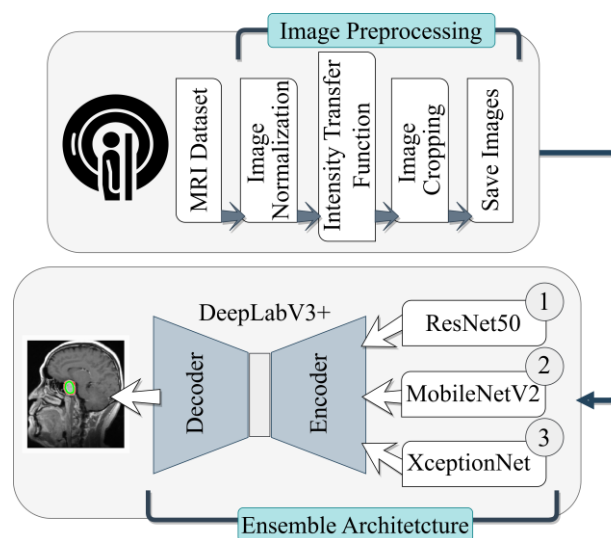 Image Preprocessing
MRI Dataset
Image
Normalization
Intensity Transfer
Function
Image
Cropping
Save Images
DeepLabV3+
Decoder
Encoder
1
ResNet50
2
MobileNetV2
3
XceptionNet
Ensemble Architetcture